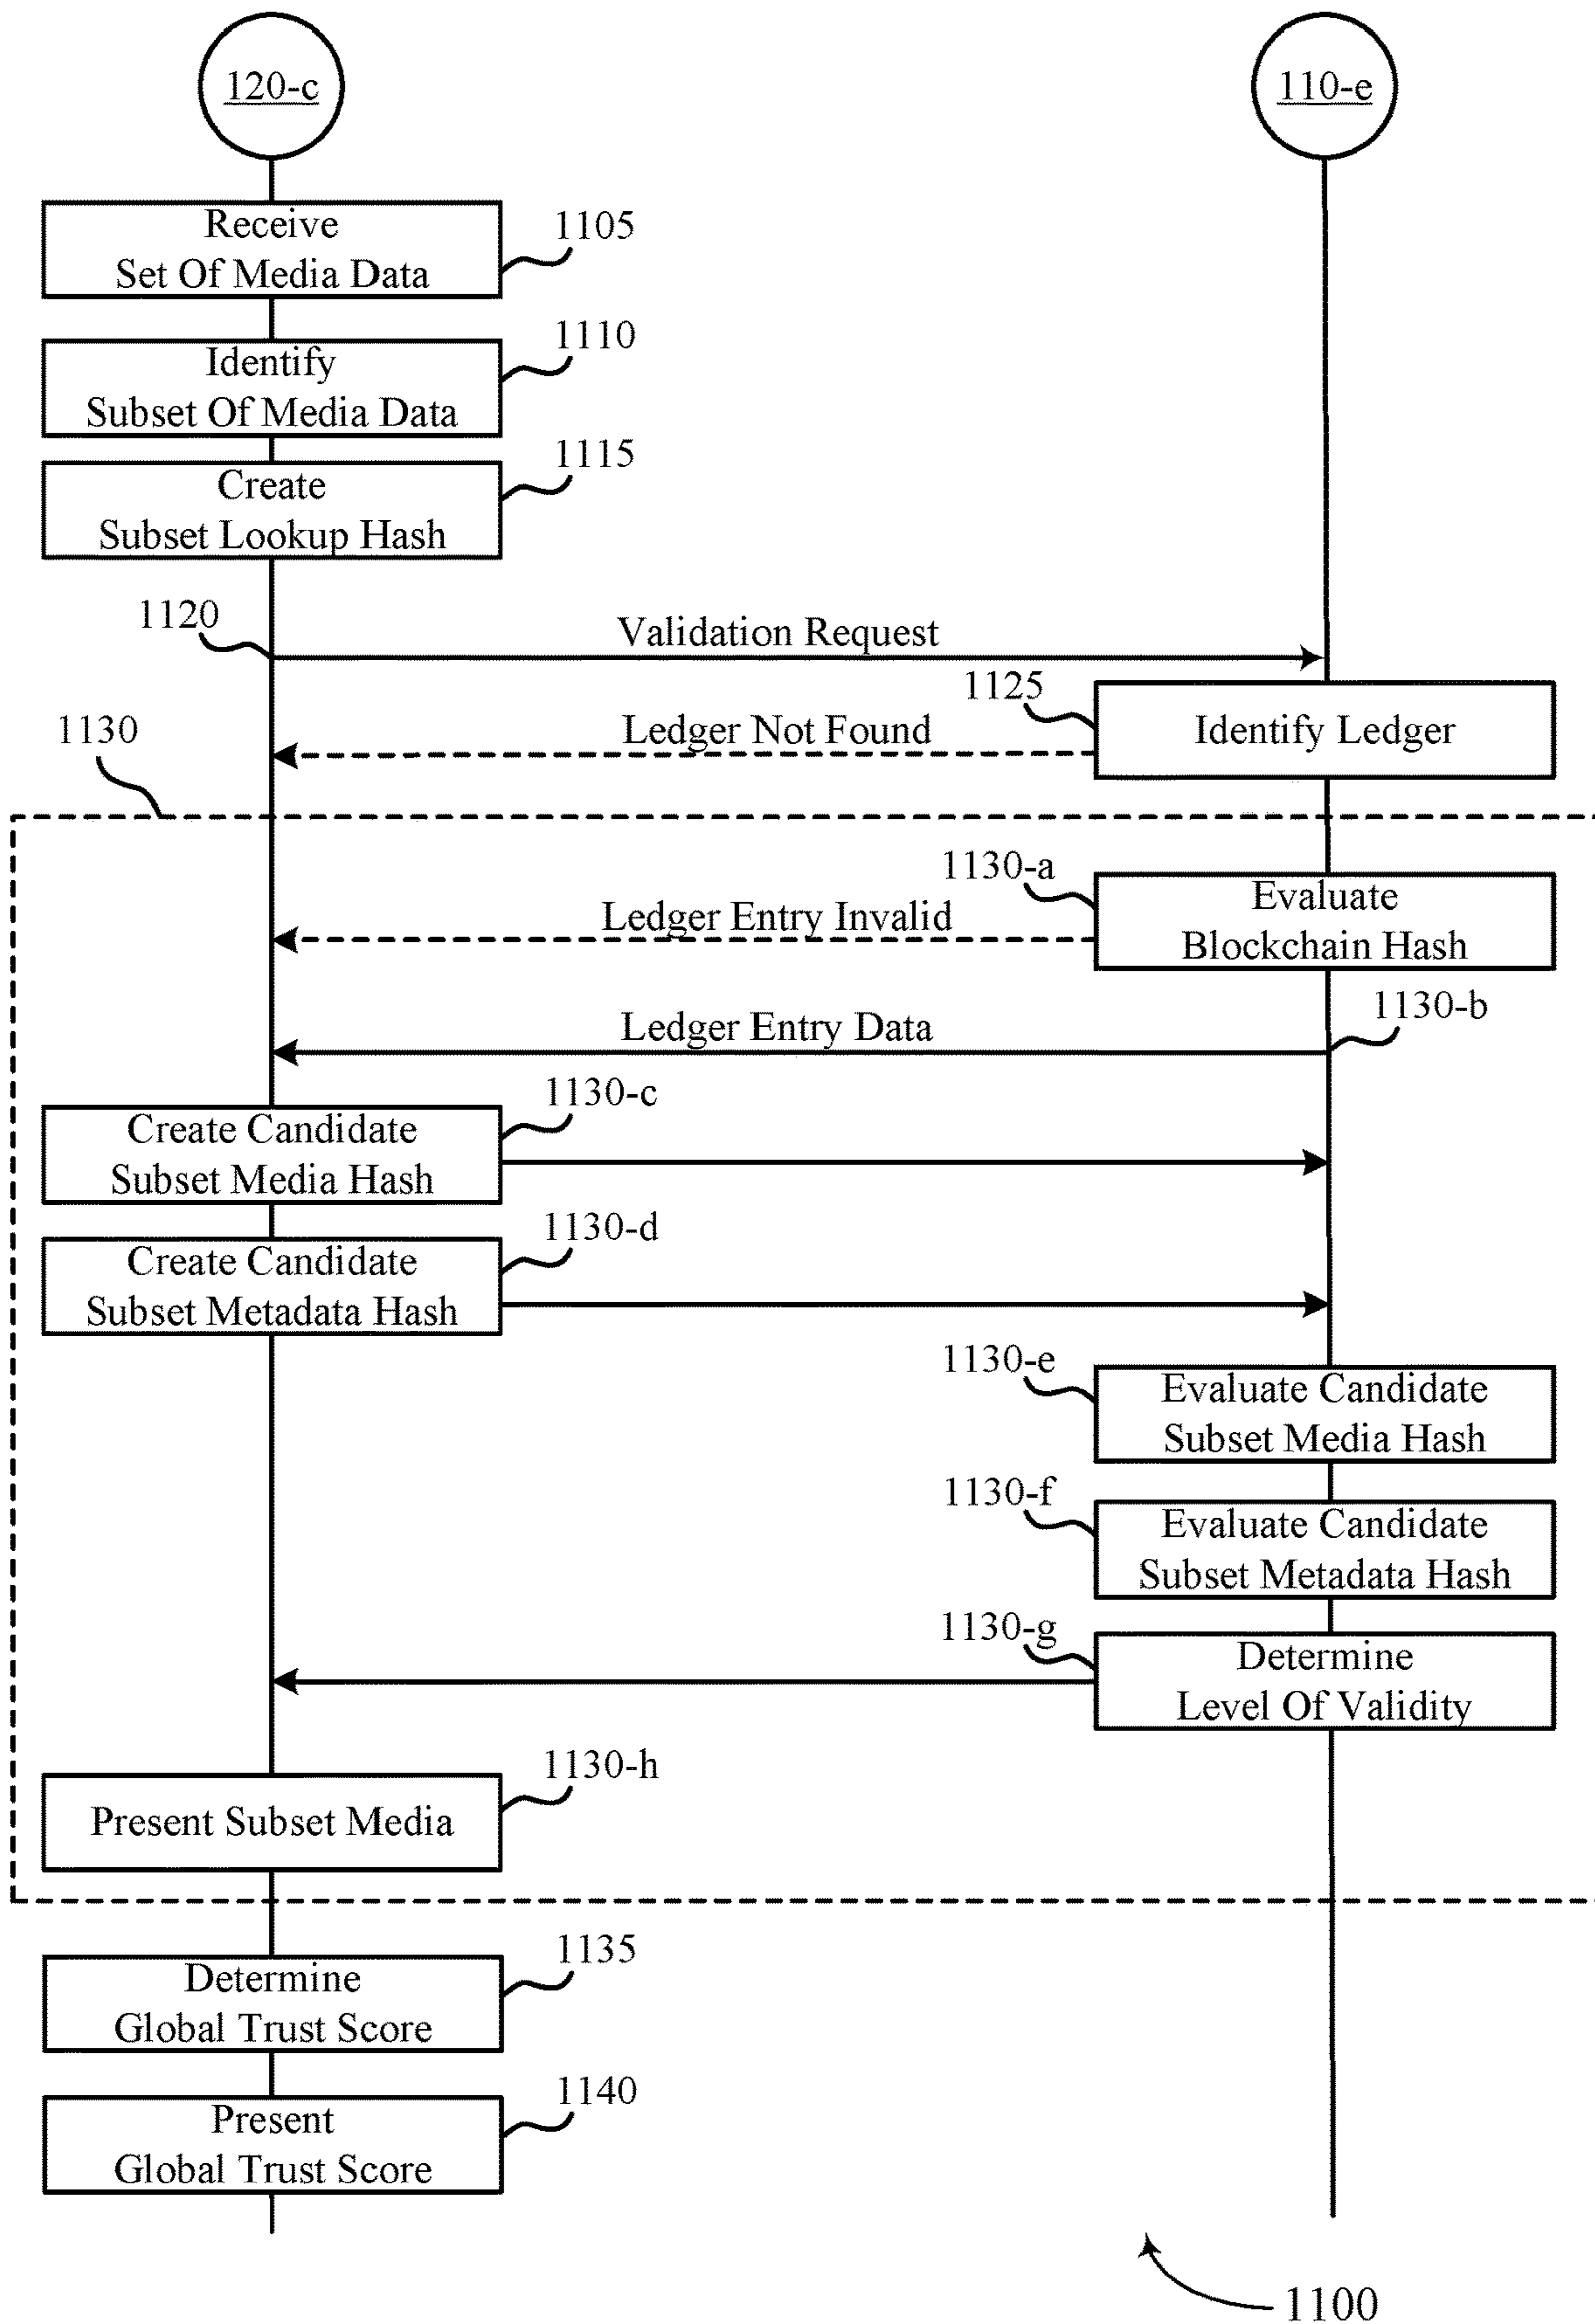 120-c
110-e
Receive
Set Of Media Data
1105
Identify
Subset Of Media Data
1110
Create
Subset Lookup Hash
1115
1120
Validation Request
1125
Identify Ledger
Ledger Not Found
1130
1130-a
Evaluate
Blockchain Hash
Ledger Entry Invalid
1130-b
Ledger Entry Data
1130-c
Create Candidate
Subset Media Hash
1130-d
Create Candidate
Subset Metadata Hash
1130-e
Evaluate Candidate
Subset Media Hash
1130-f
Evaluate Candidate
Subset Metadata Hash
1130-g
Determine
Level Of Validity
1130-h
Present Subset Media
1135
Determine
Global Trust Score
1140
Present
Global Trust Score
1100